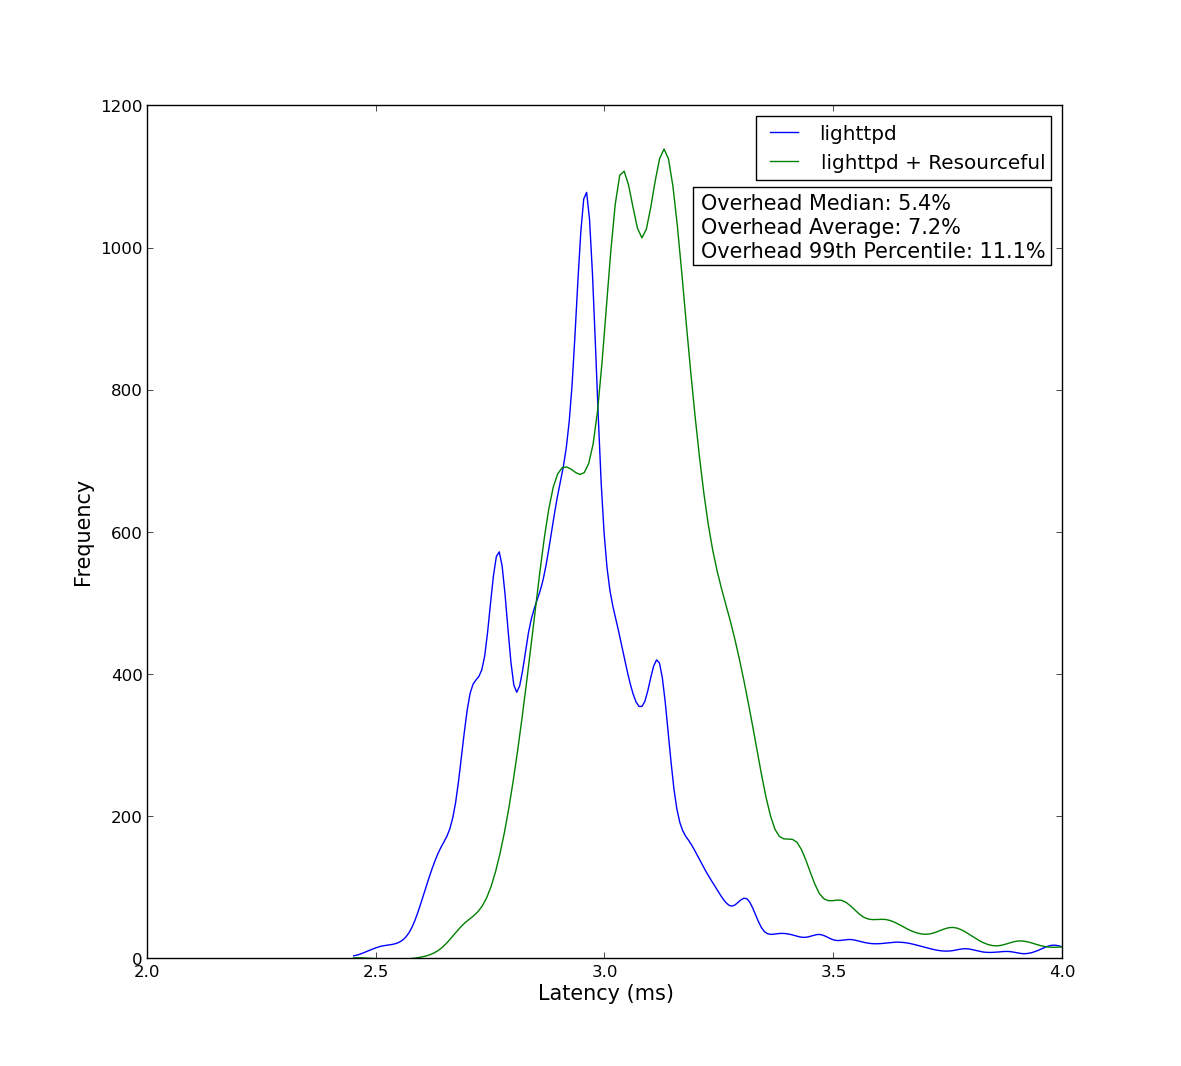 1200
1000
800
600
400
200
0
Frequency
2.0
2.5
3.0
3.5
4.0
Latency (ms)
lighttpd
lighttpd + Resourceful
Overhead Median: 5.4%
Overhead Average: 7.2%
Overhead 99th Percentile: 11.1%